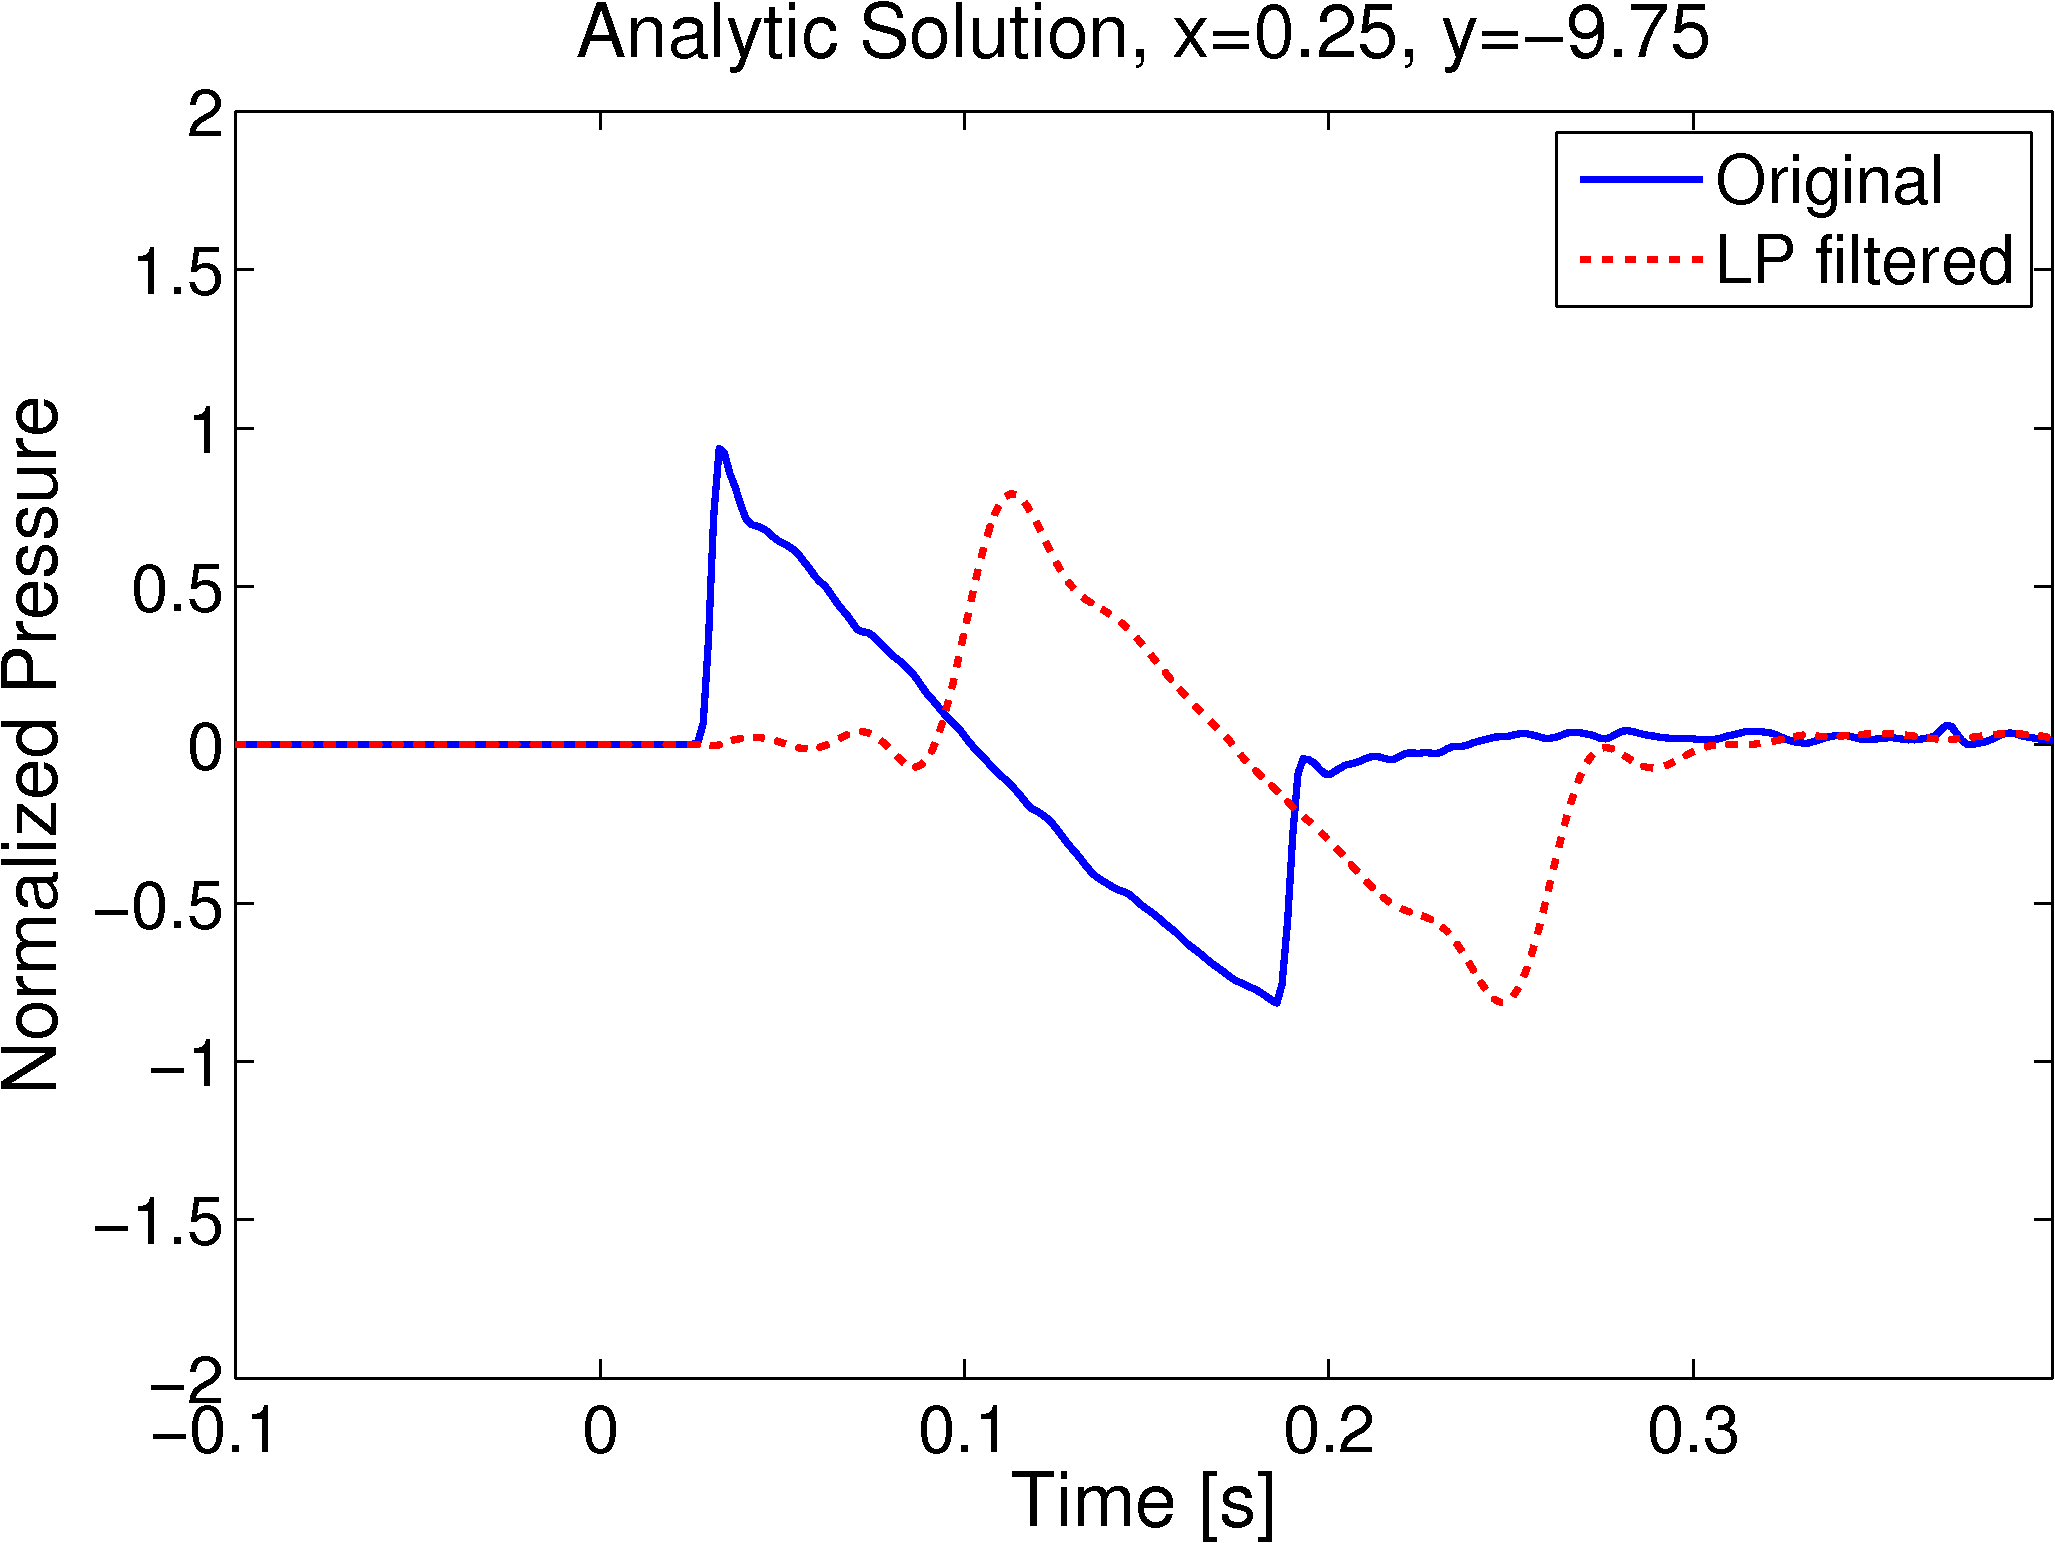 Analytic Solution, x=0.25, y=−9.75
2
1.5
1
0.5
0
−0.5
−1
−1.5
−2
Normalized Pressure
Original
LP filtered
−0.1
0
0.1
0.2
0.3
Time [s]